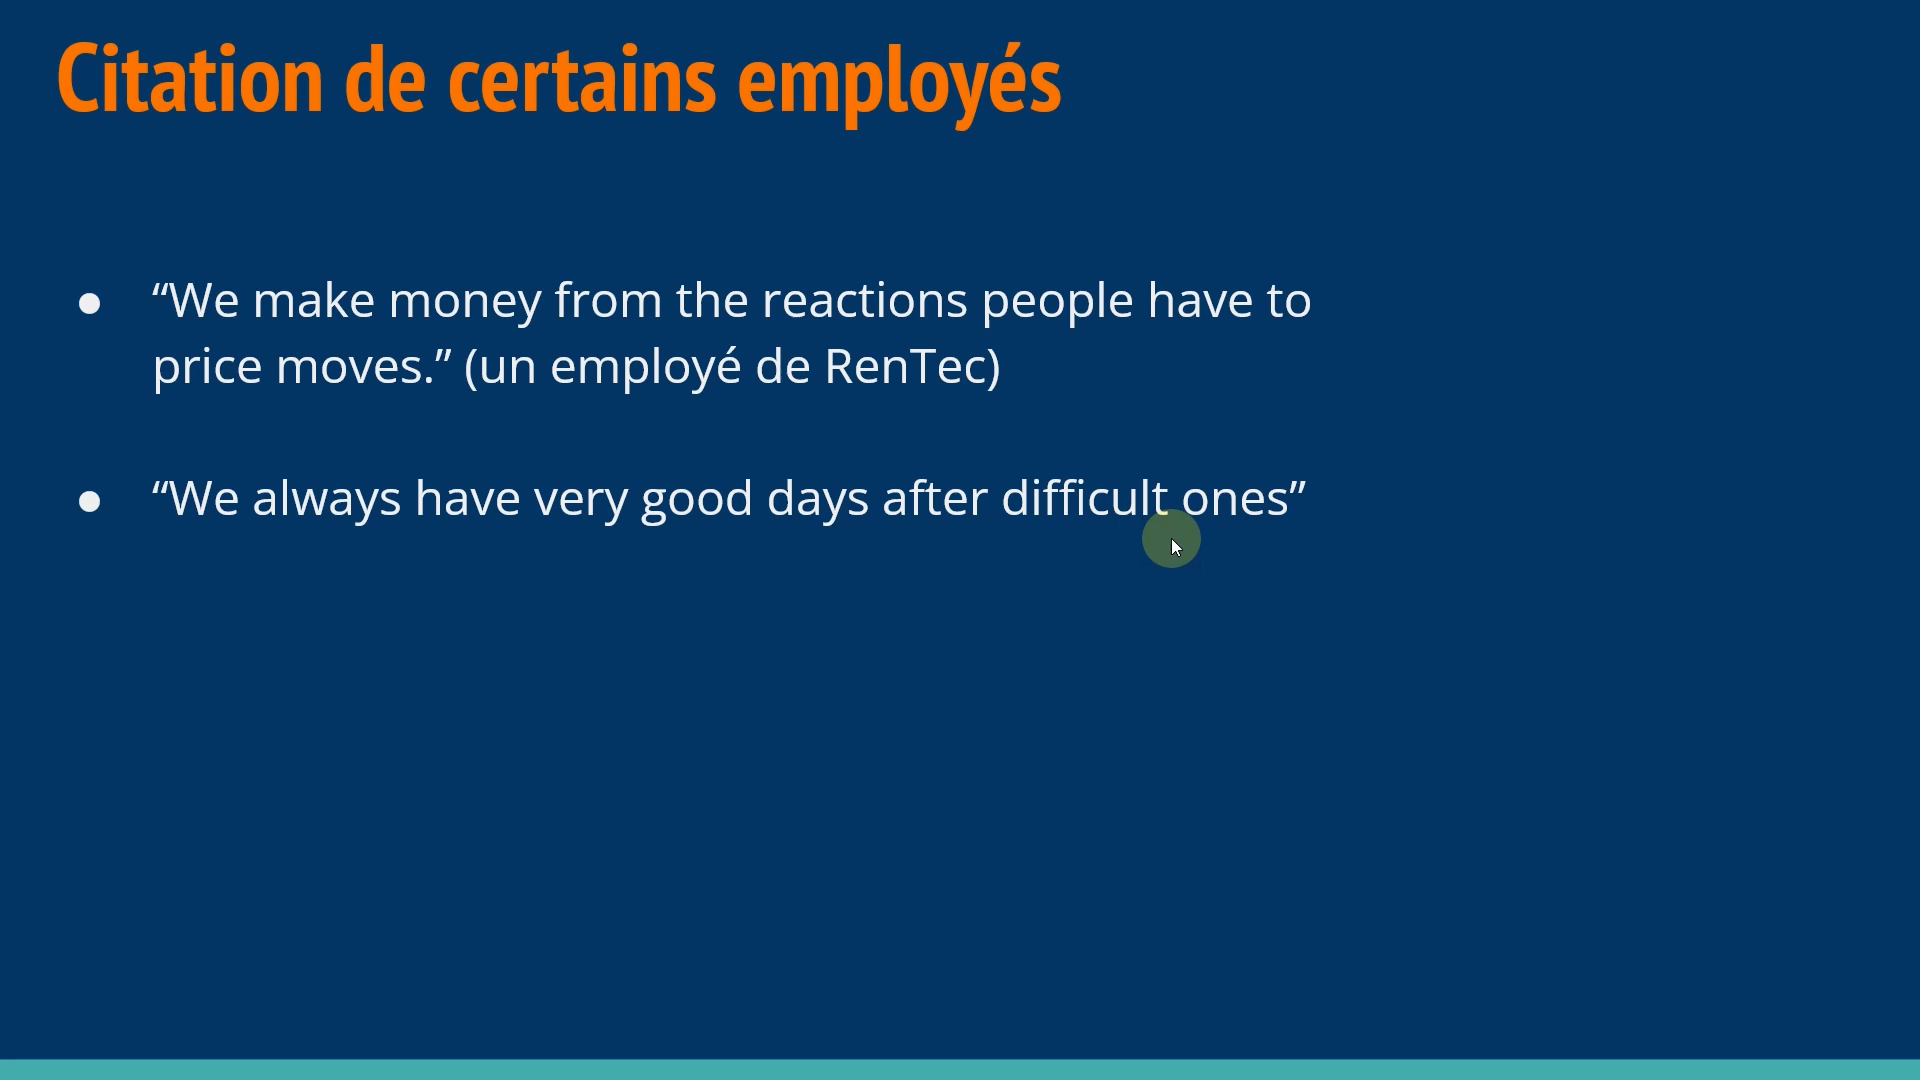 Citation de certains employés
● “We make money from the reactions people have to
price moves.” (un employé de RenTec)
● “We always have very good days after difficult ones”